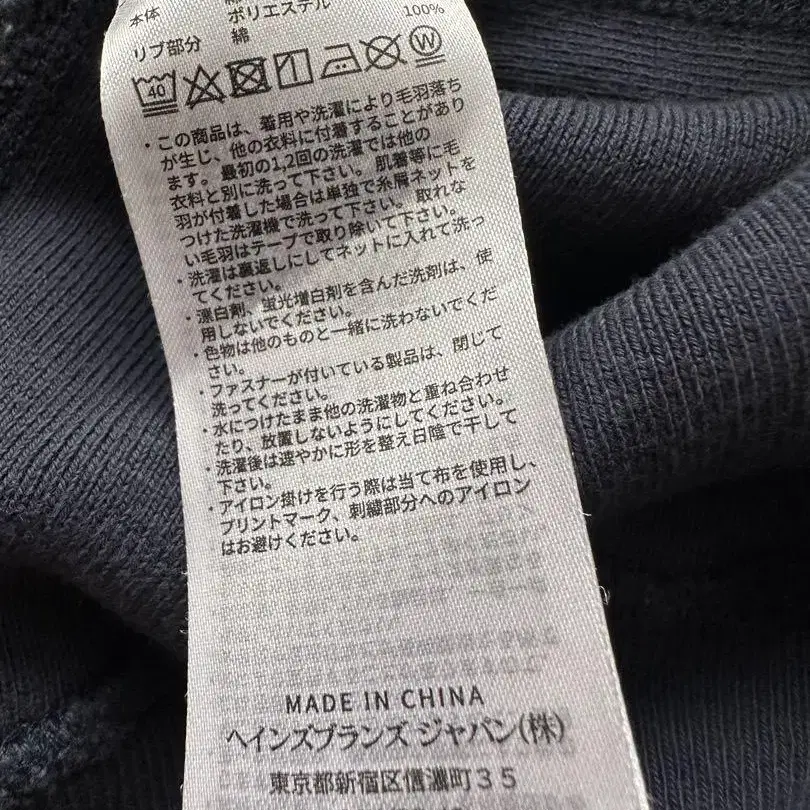 本体
ポリエステル
リブ部分 綿 100%
40 W
・この商品は、着用や洗濯により毛羽落ち
が生じ、他の衣料に付着することがあり
ます。最初の1,2回の洗濯では他の
衣料と別に洗って下さい。肌着等に毛
羽が付着した場合は単独で糸屑ネットを
つけた洗濯機で洗って下さい。取れな
い毛羽はテープで取り除いて下さい。
・洗濯は裏返しにしてネットに入れて洗っ
てください。
・漂白剤、蛍光増白剤を含んだ洗剤は、使
用しないでください。
・色物は他のものと一緒に洗わないでくだ
さい。
・ファスナーが付いている製品は、閉じて
洗ってください。
・水につけたまま他の洗濯物と重ね合わせ
たり、放置しないようにしてください。
・洗濯後は速やかに形を整え日陰で干して
下さい。
・アイロン掛けを行う際は当て布を使用し、
プリントマーク、刺繍部分へのアイロン
はお避けください。
MADE IN CHINA
ヘインズブランズ ジャパン(株)
東京都新宿区信濃町35